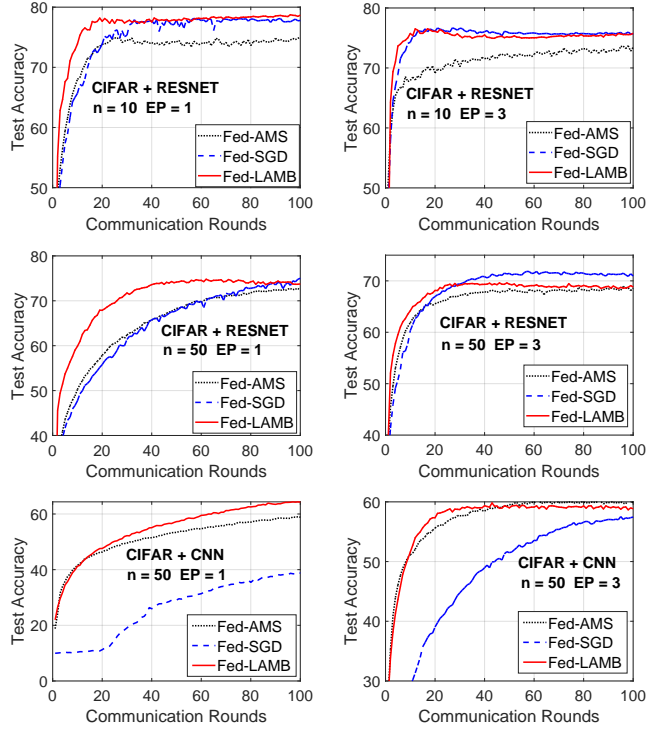 80
70
60
50
Test Accuracy
CIFAR + RESNET
n = 10 EP = 1
Fed-AMS
Fed-SGD
Fed-LAMB
0 20 40 60 80 100
Communication Rounds
80
70
60
50
Test Accuracy
CIFAR + RESNET
n = 10 EP = 3
Fed-AMS
Fed-SGD
Fed-LAMB
0 20 40 60 80 100
Communication Rounds
80
70
60
50
40
Test Accuracy
CIFAR + RESNET
n = 50 EP = 1
Fed-AMS
Fed-SGD
Fed-LAMB
0 20 40 60 80 100
Communication Rounds
70
60
50
40
Test Accuracy
CIFAR + RESNET
n = 50 EP = 3
Fed-AMS
Fed-SGD
Fed-LAMB
0 20 40 60 80 100
Communication Rounds
60
40
20
0
Test Accuracy
CIFAR + CNN
n = 50 EP = 1
Fed-AMS
Fed-SGD
Fed-LAMB
0 20 40 60 80 100
Communication Rounds
60
50
40
30
Test Accuracy
CIFAR + CNN
n = 50 EP = 3
Fed-AMS
Fed-SGD
Fed-LAMB
0 20 40 60 80 100
Communication Rounds